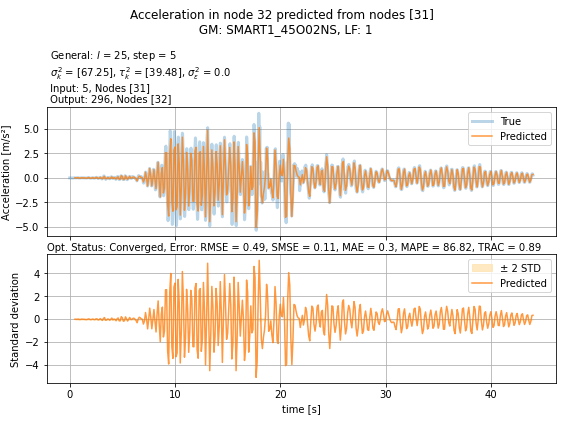 Acceleration in node 32 predicted from nodes [31]
GM: SMART1_45O02NS, LF: 1
General: l = 25, step = 5
σ²ₖ = [67.25], τ²ₖ = [39.48], σ²_ε = 0.0
Input: 5, Nodes [31]
Output: 296, Nodes [32]
Acceleration [m/s²]
5.0
2.5
0.0
−2.5
−5.0
True
Predicted
Opt. Status: Converged, Error: RMSE = 0.49, SMSE = 0.11, MAE = 0.3, MAPE = 86.82, TRAC = 0.89
Standard deviation
4
2
0
−2
−4
± 2 STD
Predicted
0
10
20
30
40
time [s]